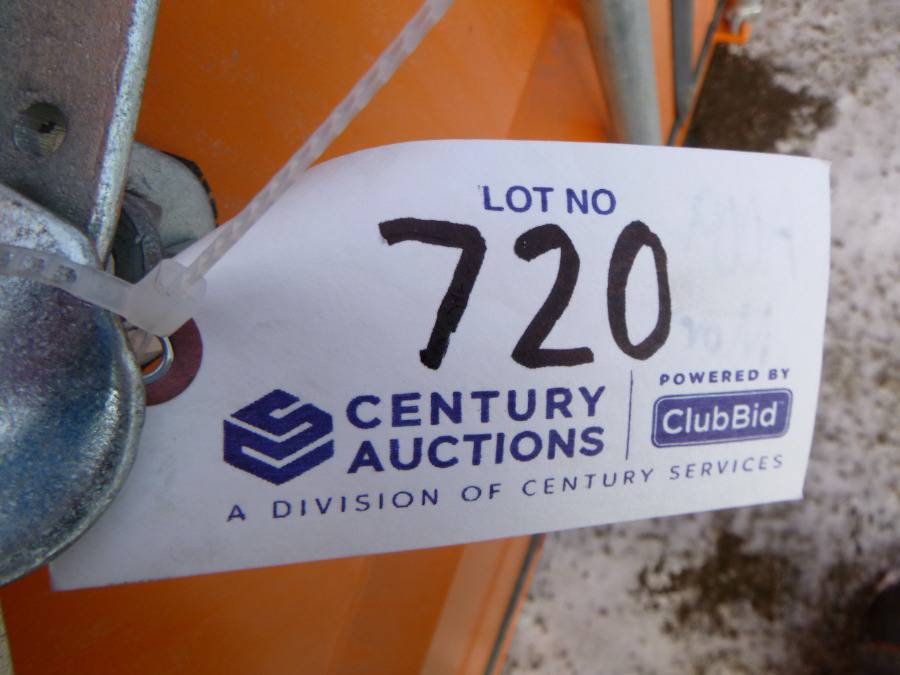 LOT NO
720
CENTURY
AUCTIONS
POWERED BY
ClubBid
A DIVISION OF CENTURY SERVICES